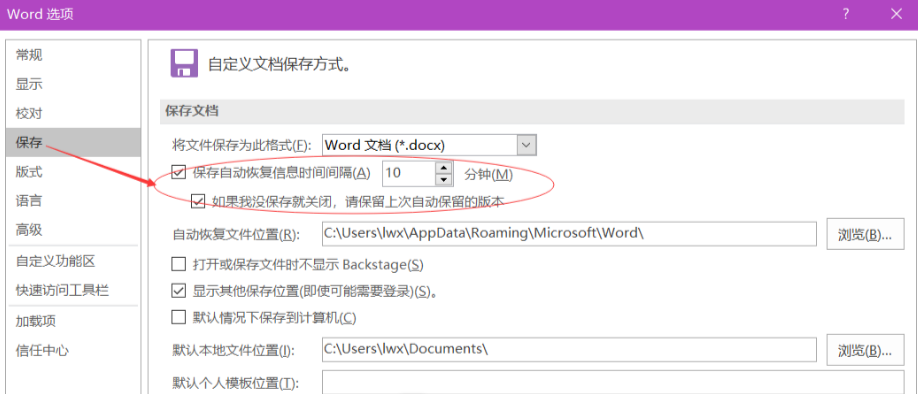 Word 选项
常规
显示
校对
保存
版式
语言
高级
自定义功能区
快速访问工具栏
加载项
信任中心
自定义文档保存方式。
保存文档
将文件保存为此格式(F): Word 文档 (*.docx)
保存自动恢复信息时间间隔(A) 10 分钟(M)
如果我没保存就关闭，请保留上次自动保留的版本
自动恢复文件位置(R): C:\Users\lwx\AppData\Roaming\Microsoft\Word\ 浏览(B)...
打开或保存文件时不显示 Backstage(S)
显示其他保存位置(即使可能需要登录)(S)。
默认情况下保存到计算机(C)
默认本地文件位置(I): C:\Users\lwx\Documents\ 浏览(B)...
默认个人模板位置(T):